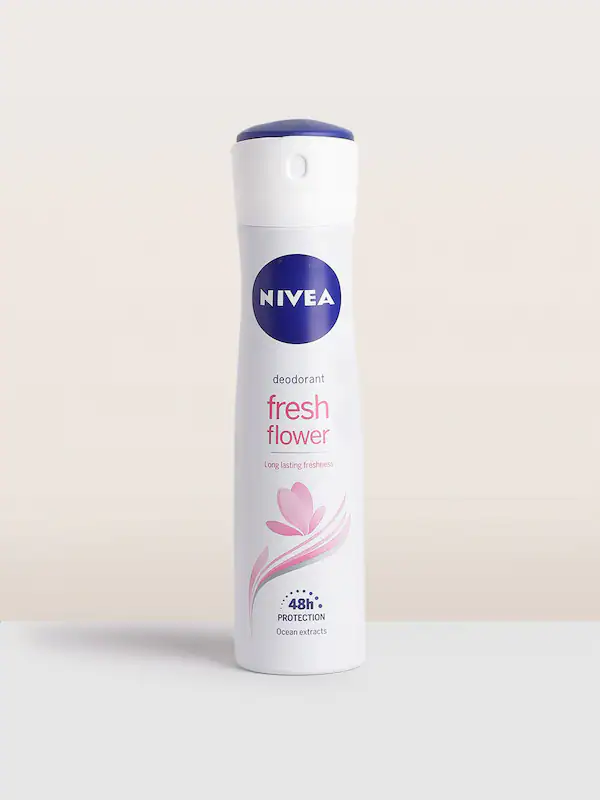 NIVEA
deodorant
fresh
flower
Long lasting freshness
48h
PROTECTION
Ocean extracts